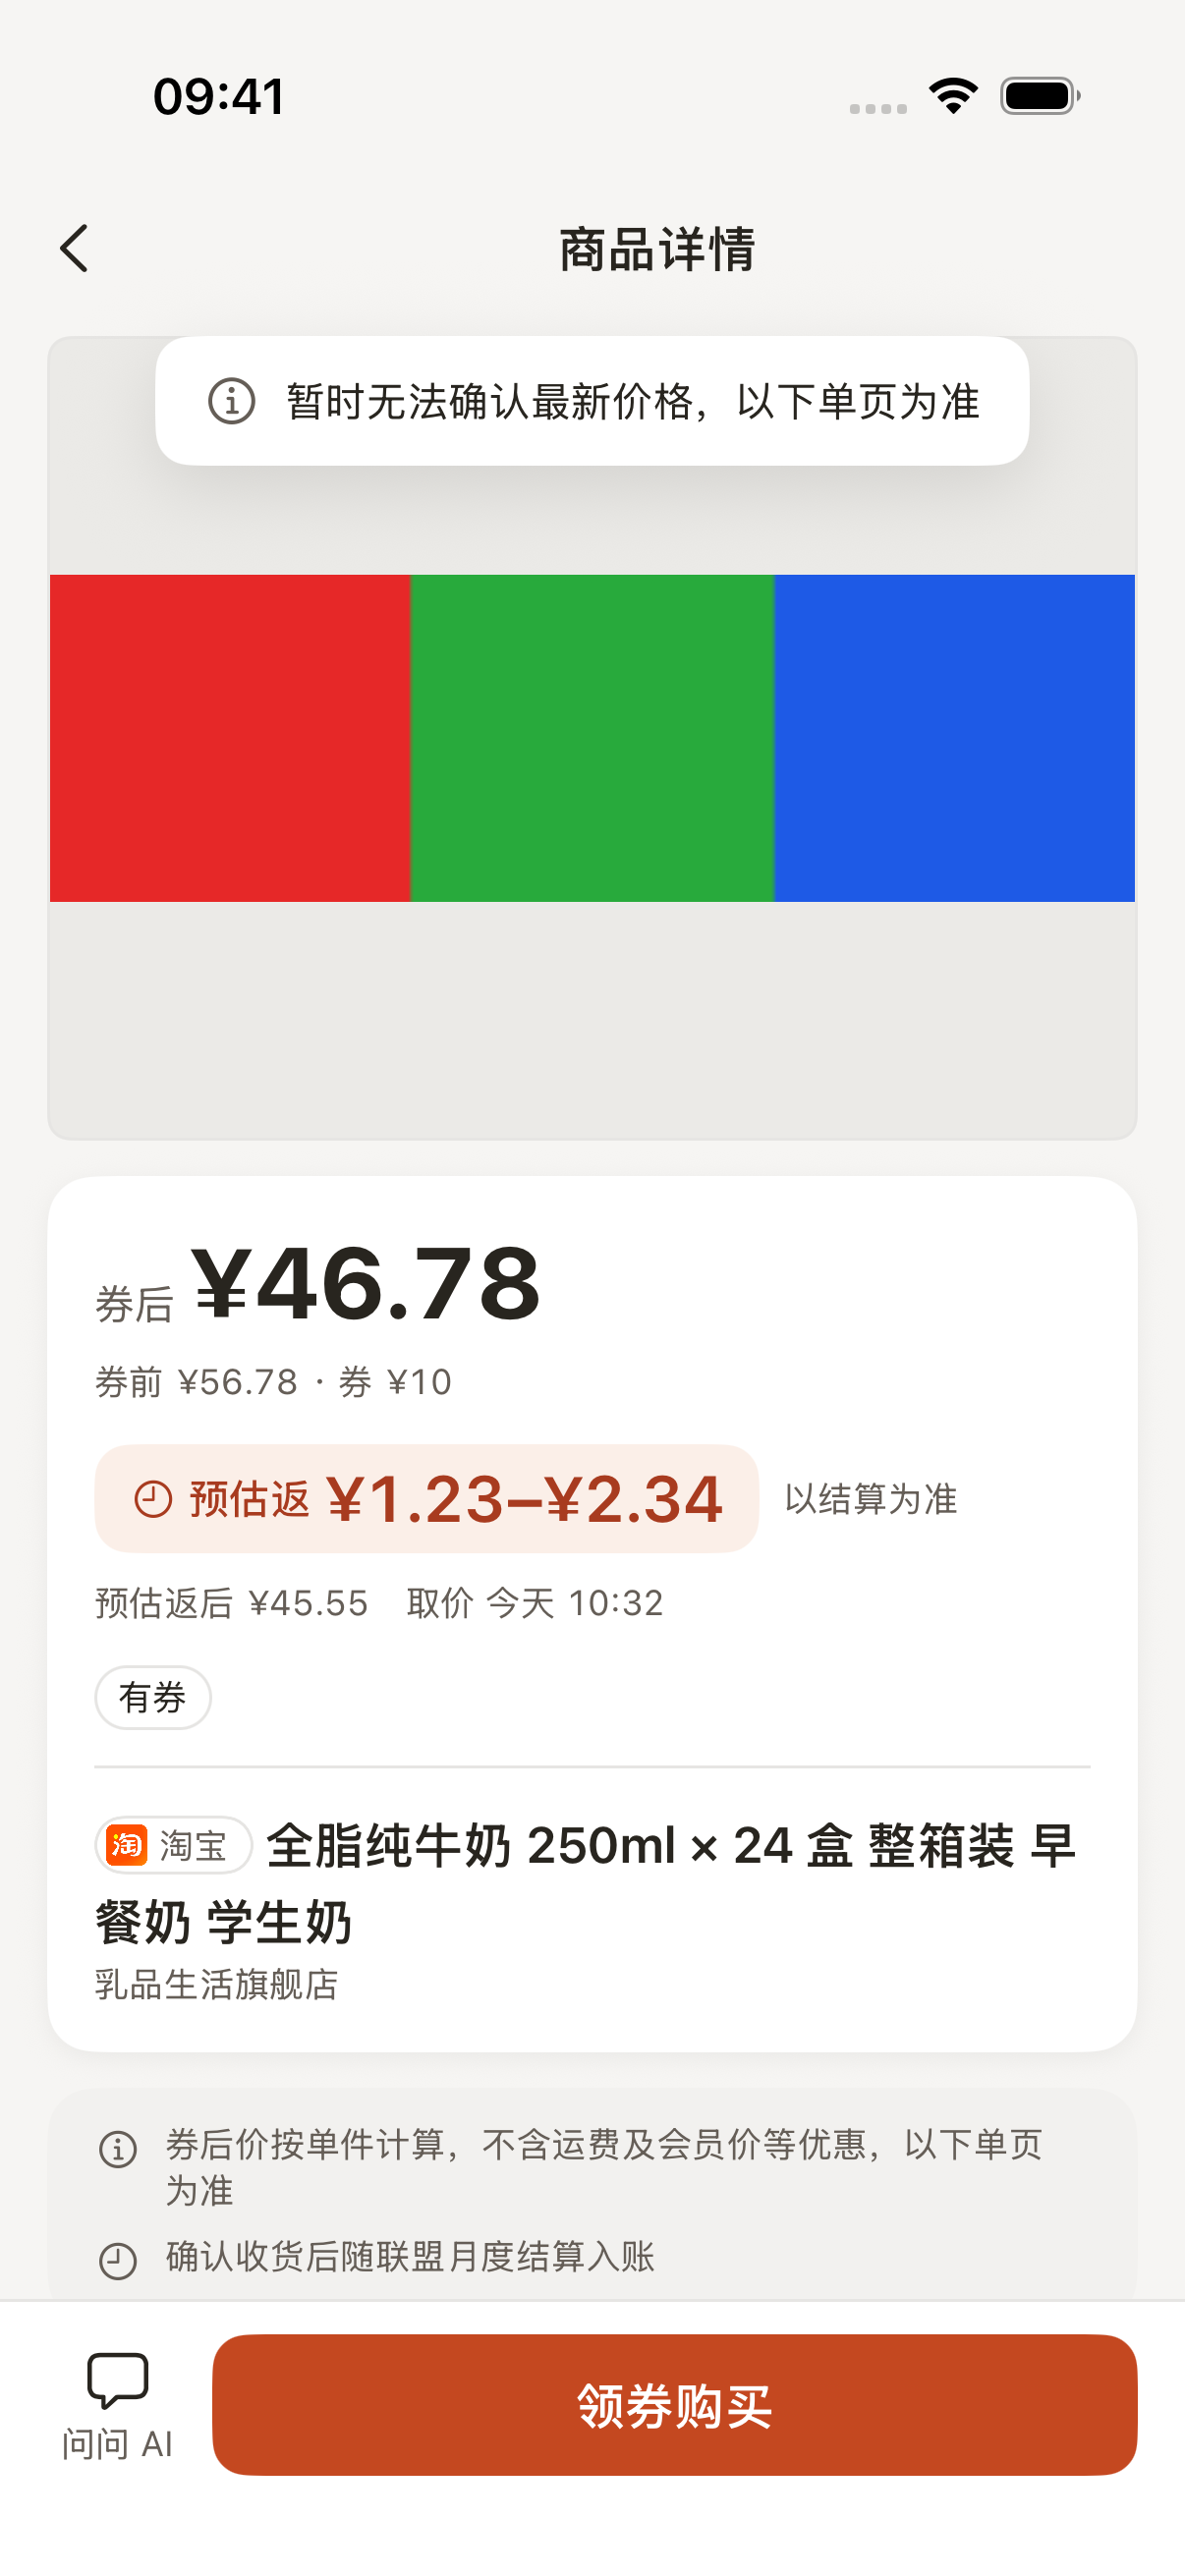 09:41
商品详情
暂时无法确认最新价格，以下单页为准
券后 ¥46.78
券前 ¥56.78 · 券 ¥10
预估返 ¥1.23–¥2.34 以结算为准
预估返后 ¥45.55 取价 今天 10:32
有券
淘 淘宝 全脂纯牛奶 250ml × 24 盒 整箱装 早
餐奶 学生奶
乳品生活旗舰店
券后价按单件计算，不含运费及会员价等优惠，以下单页
为准
确认收货后随联盟月度结算入账
问问 AI
领券购买